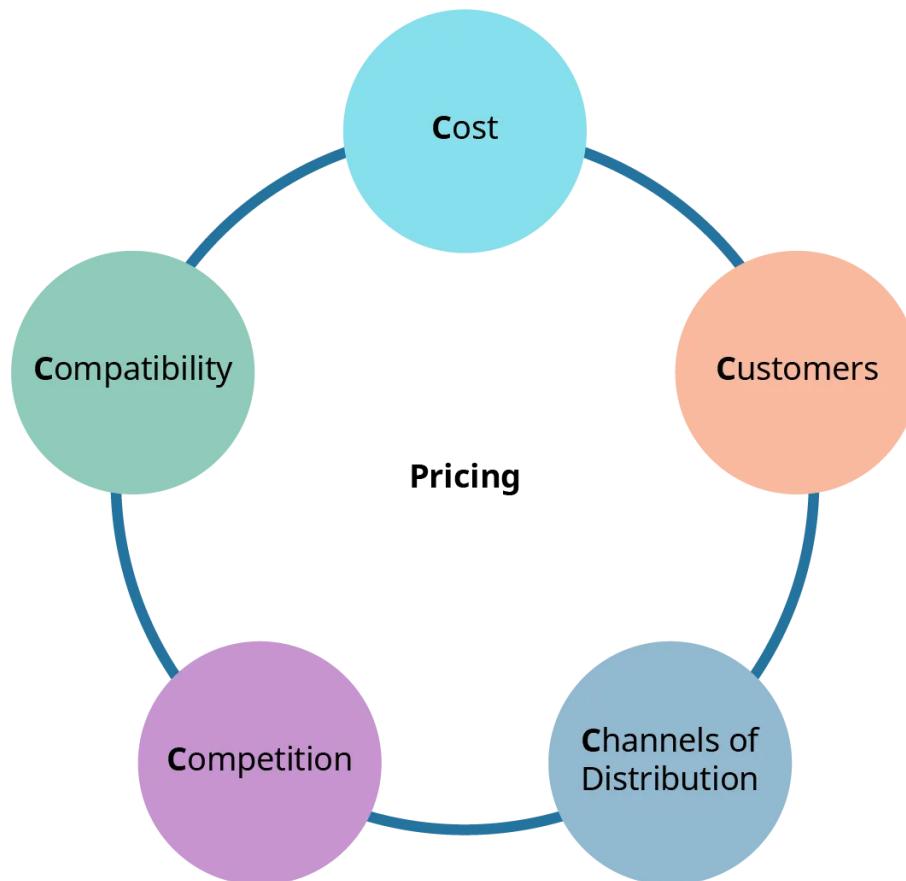 Cost
Customers
Channels of
Distribution
Competition
Compatibility
Pricing